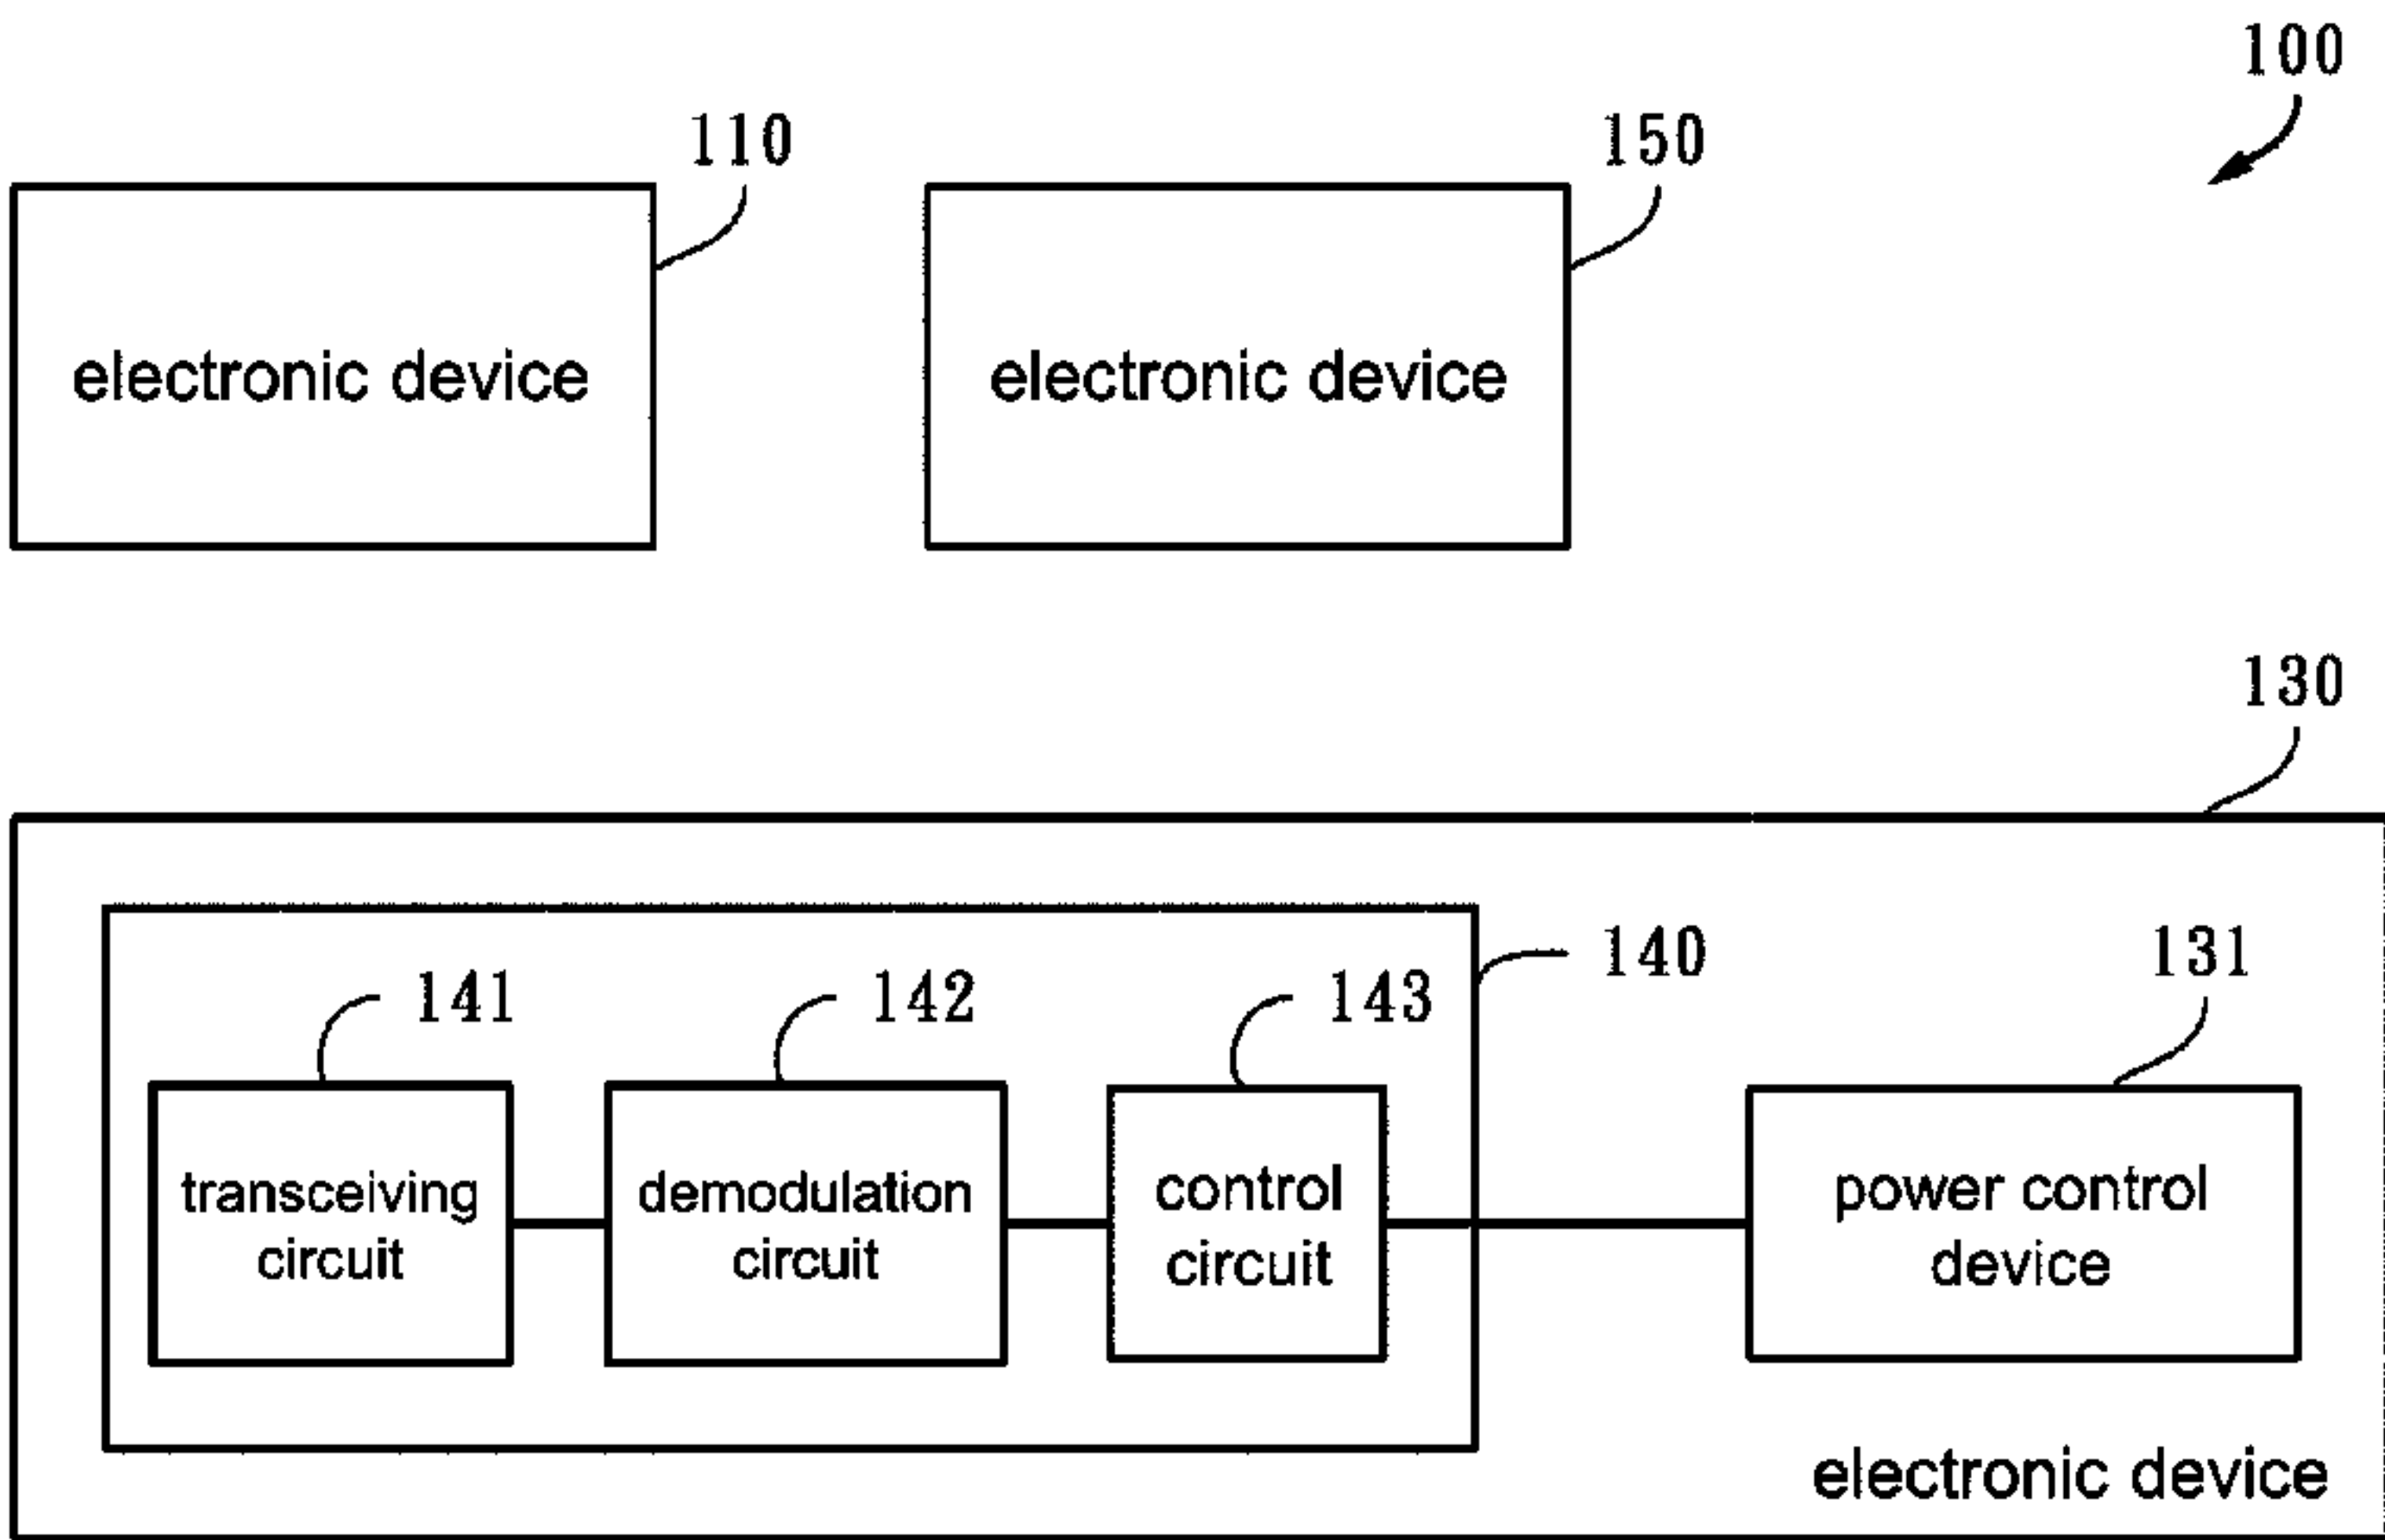 100
110
150
electronic device
electronic device
130
140
131
141
142
143
transceiving
circuit
demodulation
circuit
control
circuit
power control
device
electronic device